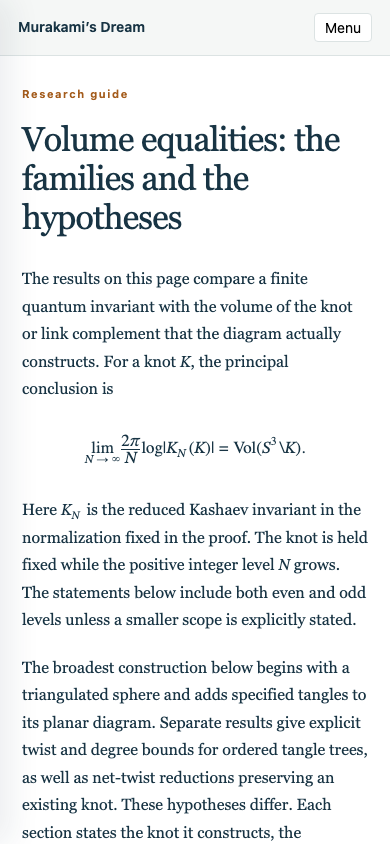 Murakami's Dream
Menu
Research guide
Volume equalities: the
families and the
hypotheses
The results on this page compare a finite
quantum invariant with the volume of the knot
or link complement that the diagram actually
constructs. For a knot K, the principal
conclusion is
lim N → ∞ 2π/N log|K_N(K)| = Vol(S³\K).
Here K_N is the reduced Kashaev invariant in the
normalization fixed in the proof. The knot is held
fixed while the positive integer level N grows.
The statements below include both even and odd
levels unless a smaller scope is explicitly stated.
The broadest construction below begins with a
triangulated sphere and adds specified tangles to
its planar diagram. Separate results give explicit
twist and degree bounds for ordered tangle trees,
as well as net-twist reductions preserving an
existing knot. These hypotheses differ. Each
section states the knot it constructs, the